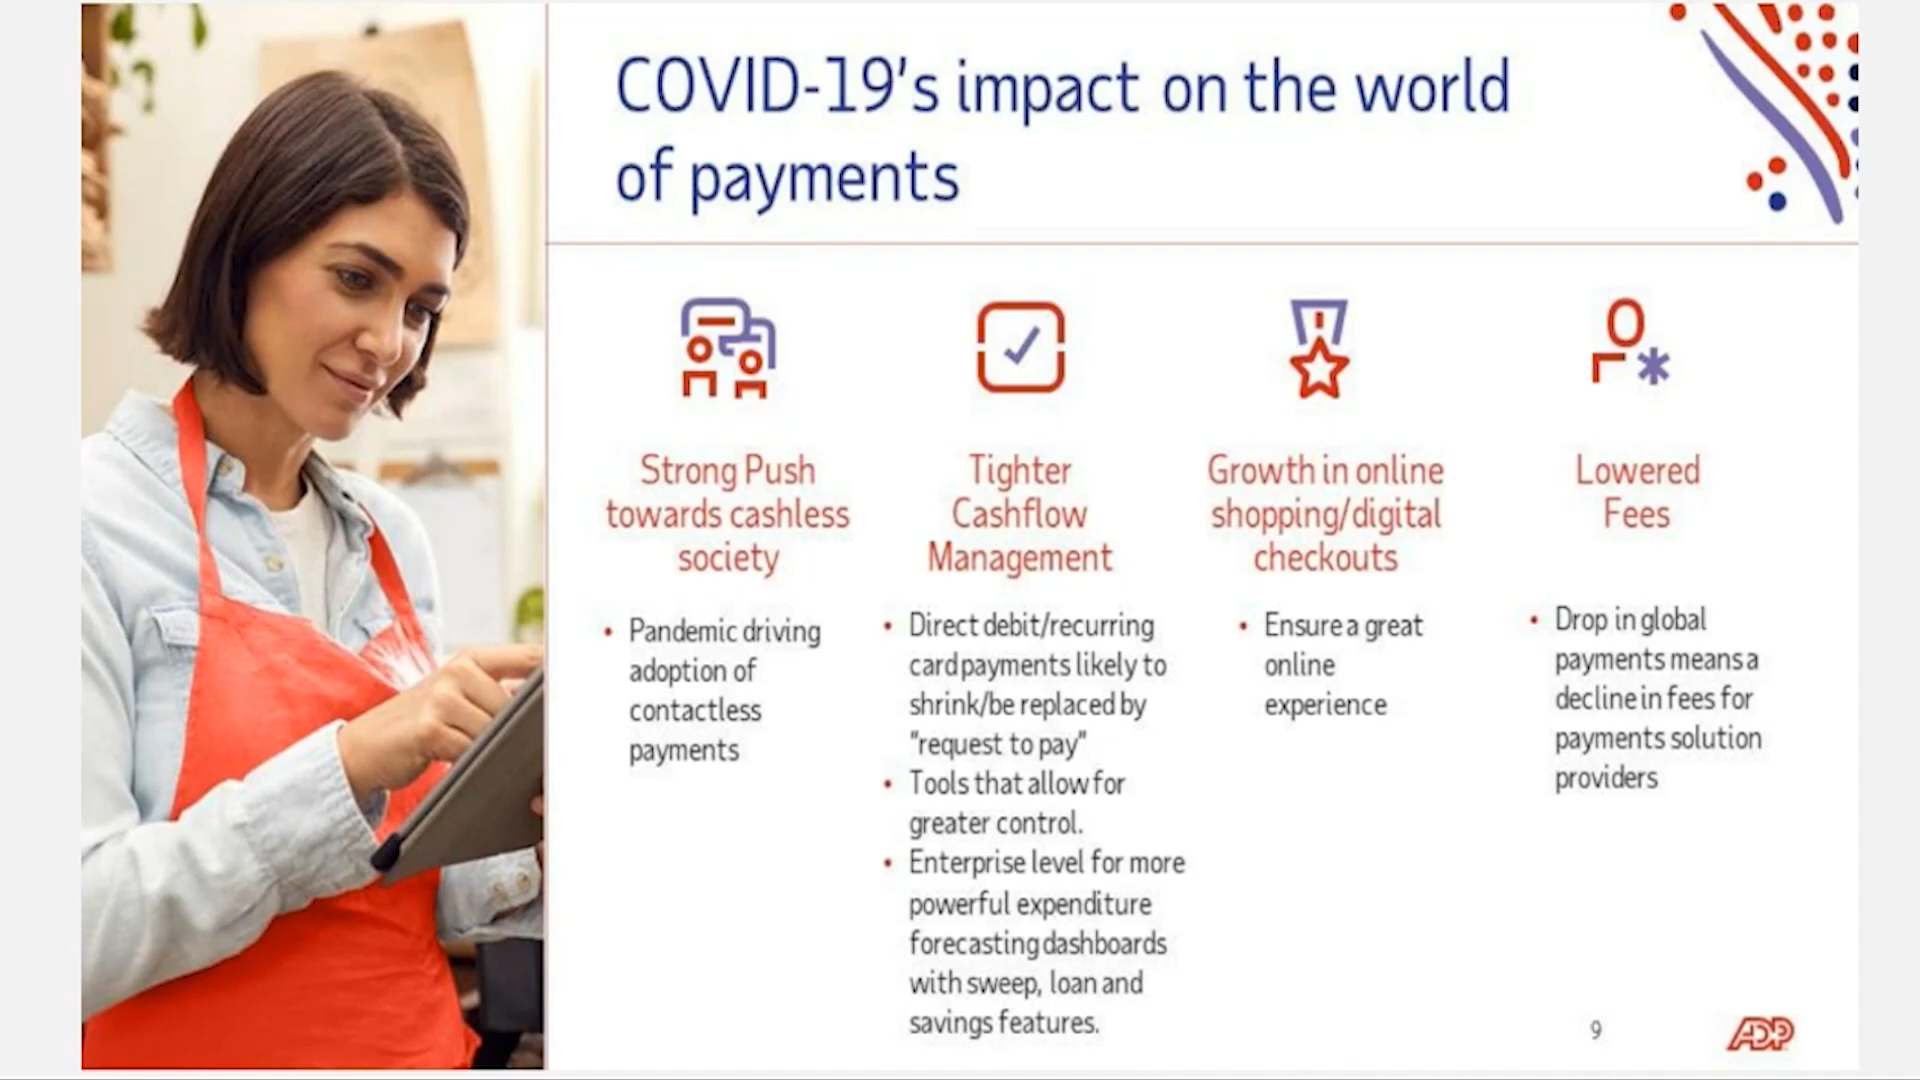 COVID-19's impact on the world
of payments
Strong Push
towards cashless
society
• Pandemic driving
adoption of
contactless
payments
Tighter
Cashflow
Management
• Direct debit/recurring
card payments likely to
shrink/be replaced by
"request to pay"
• Tools that allow for
greater control.
• Enterprise level for more
powerful expenditure
forecasting dashboards
with sweep, loan and
savings features.
Growth in online
shopping/digital
checkouts
• Ensure a great
online
experience
Lowered
Fees
• Drop in global
payments means a
decline in fees for
payments solution
providers
9
ADP